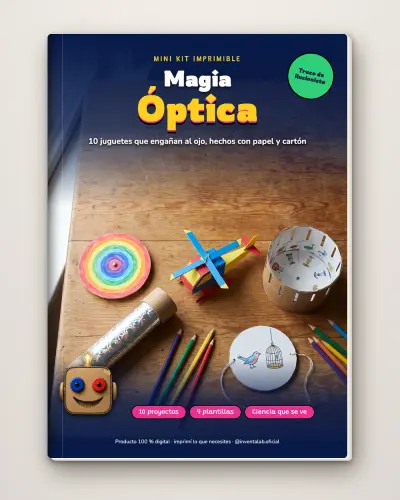 MINI KIT IMPRIMIBLE
Magia
Óptica
Truco de
Ilusionista
10 juguetes que engañan al ojo, hechos con papel y cartón
10 proyectos
9 plantillas
Ciencia que se ve
Producto 100 % digital · imprimí lo que necesites · @inventalab.oficial